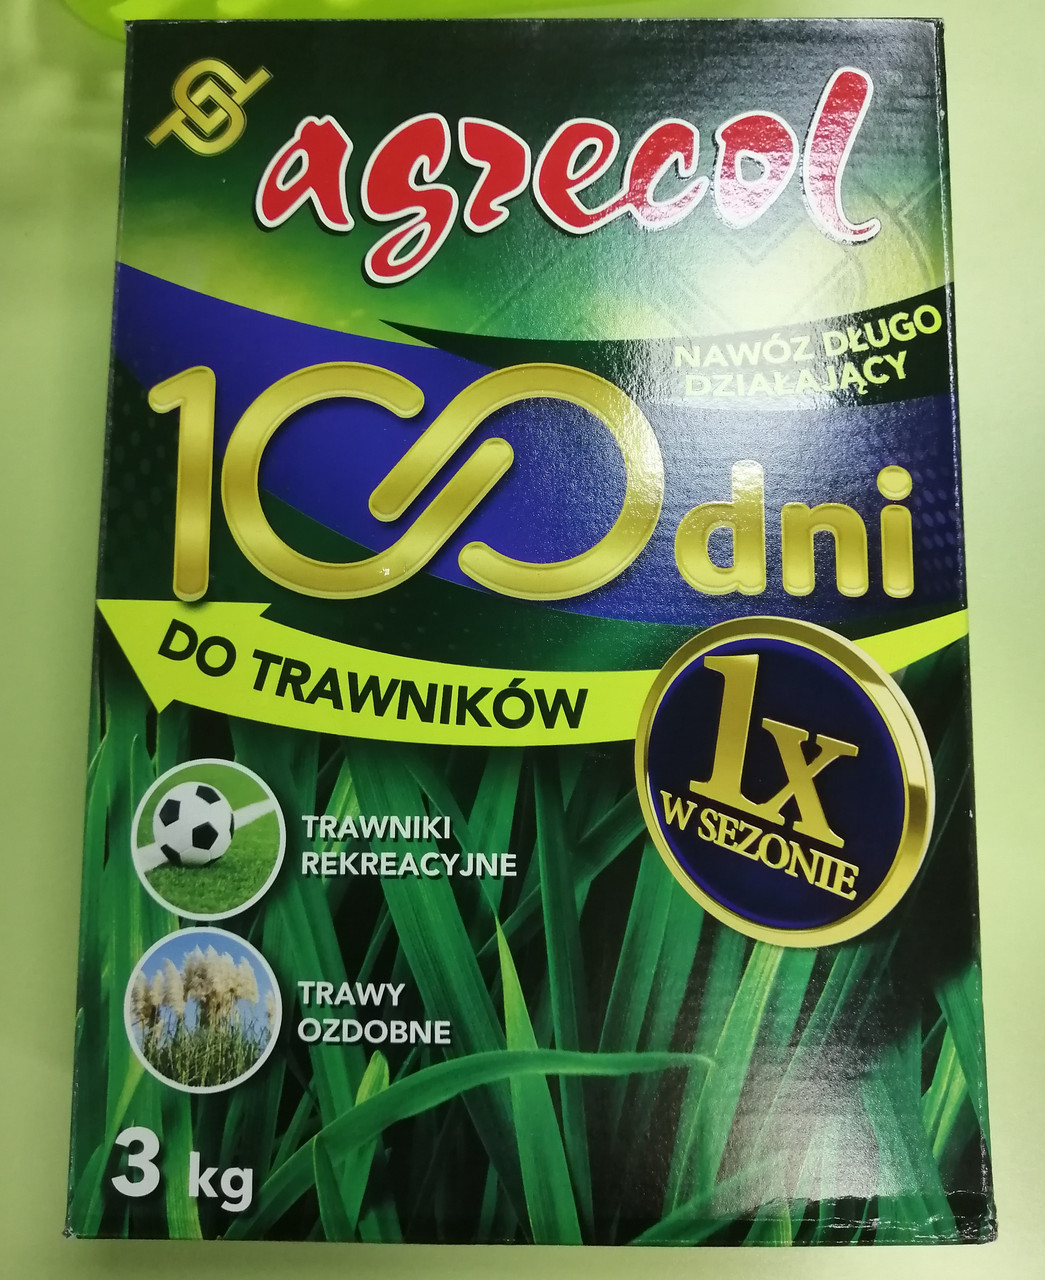 agrecol
NAWÓZ DŁUGO
DZIAŁAJĄCY
100 dni
DO TRAWNIKÓW
1x
W SEZONIE
TRAWNIKI
REKREACYJNE
TRAWY
OZDOBNE
3 kg